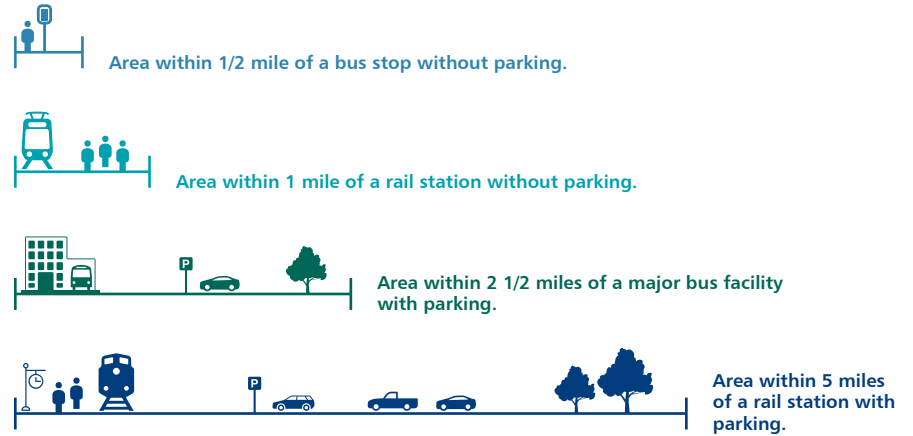 Area within 1/2 mile of a bus stop without parking.
Area within 1 mile of a rail station without parking.
P
Area within 2 1/2 miles of a major bus facility
with parking.
P
Area within 5 miles
of a rail station with
parking.